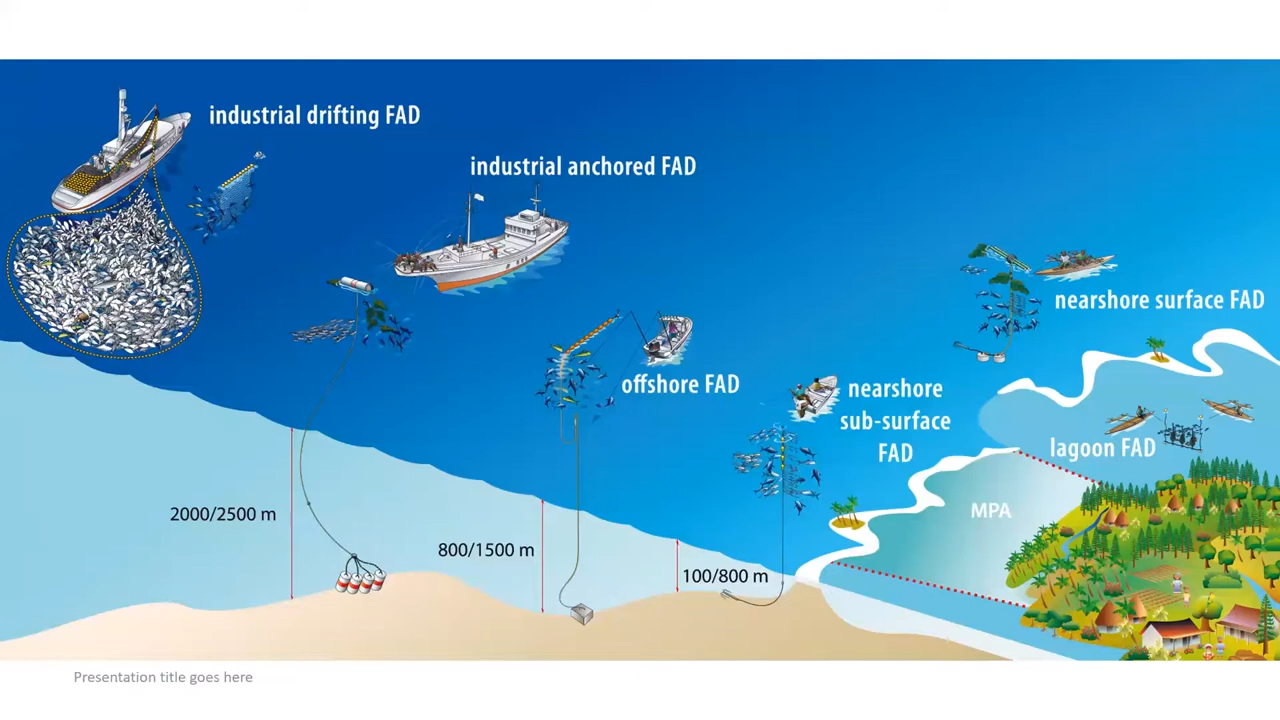 industrial drifting FAD
industrial anchored FAD
nearshore surface FAD
offshore FAD
nearshore
sub-surface
FAD
lagoon FAD
MPA
2000/2500 m
800/1500 m
100/800 m
Presentation title goes here